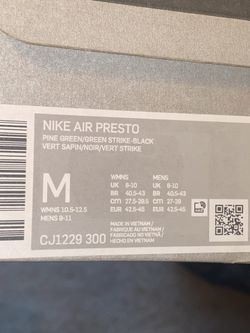 NIKE AIR PRESTO
PINE GREEN/GREEN STRIKE-BLACK
VERT SAPIN/NOIR/VERT STRIKE
M
WMNS 10.5-12.5
MENS 9-11
WMNS MENS
UK 8-10 UK 8-10
BR 40.5-43 BR 40.5-43
cm 27.5-29.5 cm 27-29
EUR 42.5-45 EUR 42.5-45
CJ1229 300
MADE IN VIETNAM /
FABRIQUÉ AU VIETNAM /
FABRICADO EN VIETNAM /
HECHO EN VIETNAM